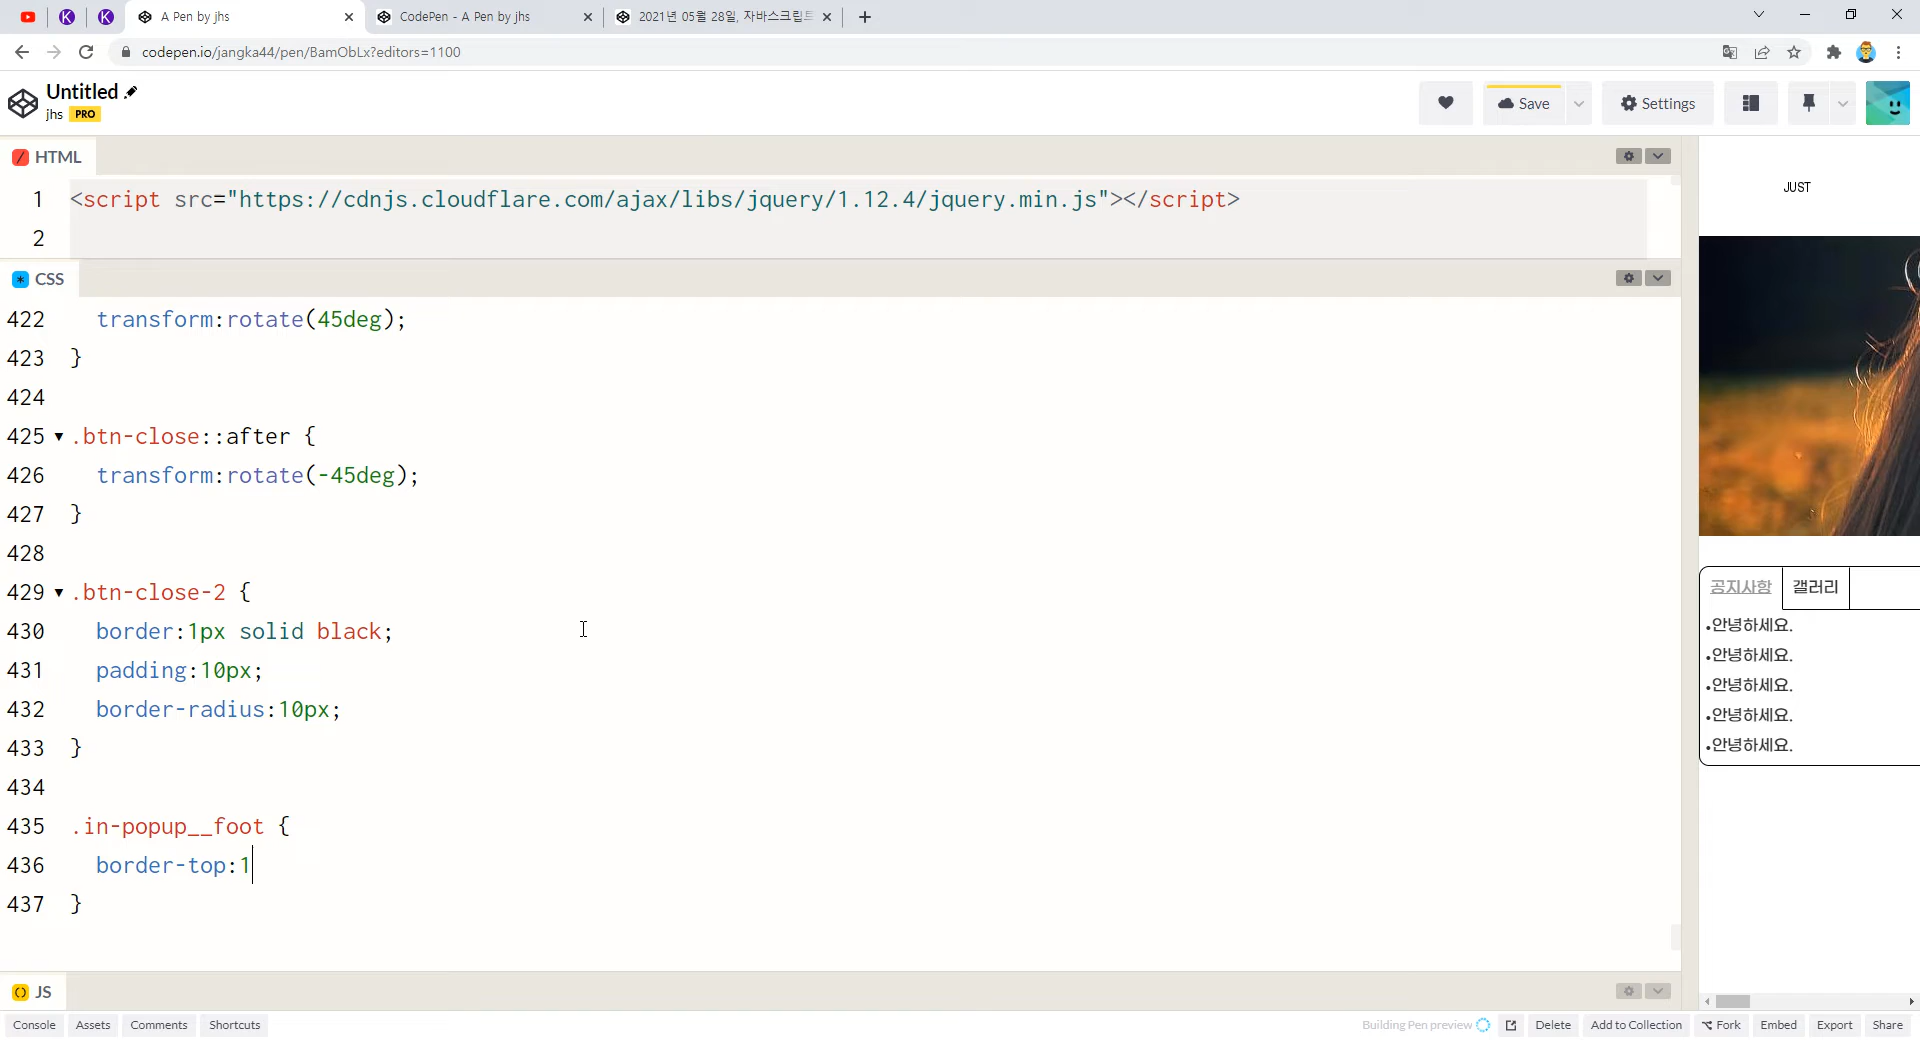 A Pen by jhs
CodePen - A Pen by jhs
2021년 05월 28일, 자바스크립트
codepen.io/jangka44/pen/BamObLx?editors=1100
Untitled
jhs PRO
Save
Settings
HTML
1 <script src="https://cdnjs.cloudflare.com/ajax/libs/jquery/1.12.4/jquery.min.js"></script>
2
CSS
422 transform:rotate(45deg);
423 }
424
425 .btn-close::after {
426 transform:rotate(-45deg);
427 }
428
429 .btn-close-2 {
430 border:1px solid black;
431 padding:10px;
432 border-radius:10px;
433 }
434
435 .in-popup__foot {
436 border-top:1
437 }
JS
JUST
공지사항 갤러리
•안녕하세요.
•안녕하세요.
•안녕하세요.
•안녕하세요.
•안녕하세요.
Console Assets Comments Shortcuts
Building Pen preview Delete Add to Collection Fork Embed Export Share